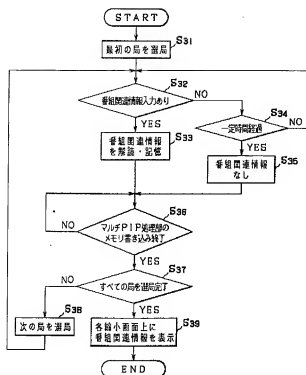 START
最初の局を選局
S31
S32
番組関連情報入力あり
NO
YES
S33
番組関連情報
を解読・記憶
S34
一定時間経過
NO
YES
S35
番組関連情報
なし
S36
マルチPIP処理部の
メモリ書き込み終了
NO
YES
S37
すべての局を選局完了
NO
YES
S38
次の局を選局
S39
各縮小画面上に
番組関連情報を表示
END